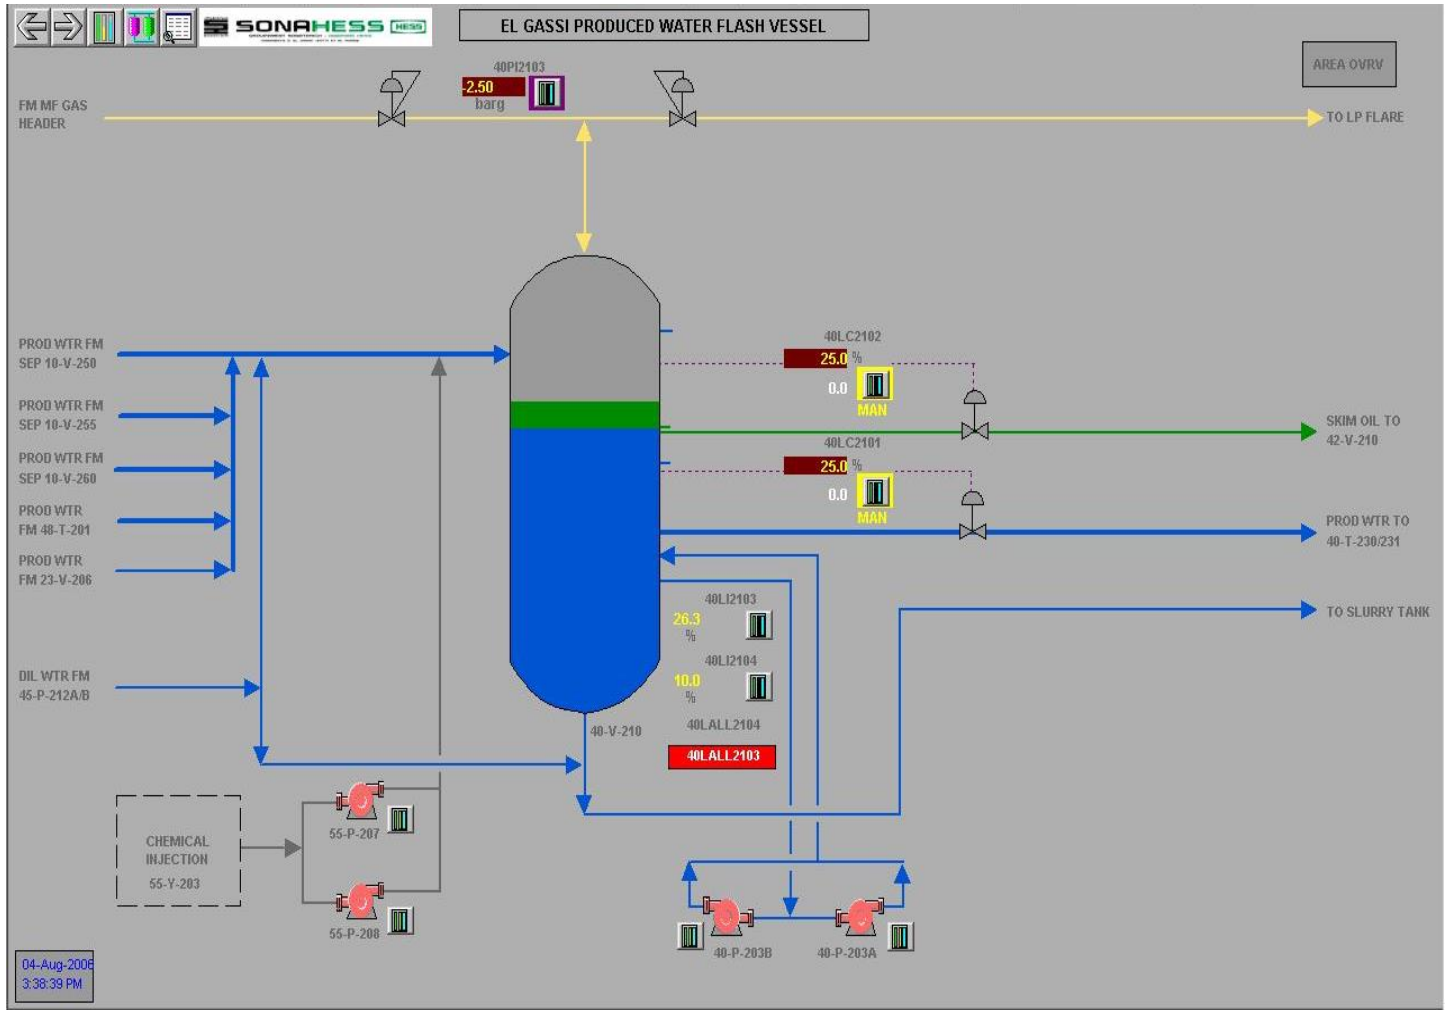 SONAHESS HESS
EL GASSI PRODUCED WATER FLASH VESSEL
AREA OVRV
40PI2103
-2.50
barg
FM MF GAS
HEADER
TO LP FLARE
PROD WTR FM
SEP 10-V-250
PROD WTR FM
SEP 10-V-255
PROD WTR FM
SEP 10-V-260
PROD WTR
FM 48-T-201
PROD WTR
FM 23-V-206
DIL WTR FM
45-P-212A/B
40LC2102
25.0 %
0.0
MAN
SKIM OIL TO
42-V-210
40LC2101
25.0 %
0.0
MAN
PROD WTR TO
40-T-230/231
40LI2103
26.3
%
TO SLURRY TANK
40LI2104
10.0
%
40-V-210
40LALL2104
40LALL2103
CHEMICAL
INJECTION
55-Y-203
55-P-207
55-P-208
40-P-203B
40-P-203A
04-Aug-2006
3:38:39 PM